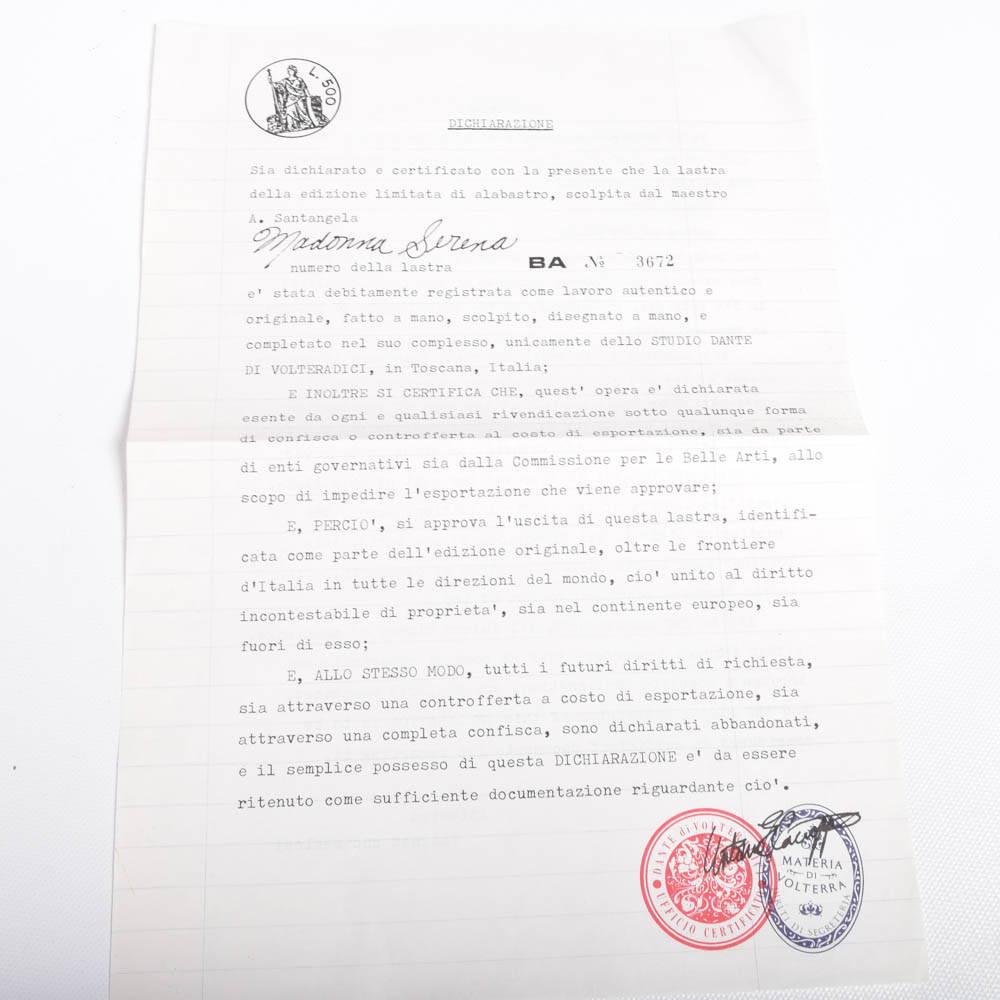 L. 500
DICHIARAZIONE
Sia dichiarato e certificato con la presente che la lastra
della edizione limitata di alabastro, scolpita dal maestro
A. Santangela
Madonna Serena
numero della lastra BA № 3672
e' stata debitamente registrata come lavoro autentico e
originale, fatto a mano, scolpito, disegnato a mano, e
completato nel suo complesso, unicamente dello STUDIO DANTE
DI VOLTERADICI, in Toscana, Italia;
E INOLTRE SI CERTIFICA CHE, quest' opera e' dichiarata
esente da ogni e qualisiasi rivendicazione sotto qualunque forma
di confisca o controfferta al costo di esportazione, sia da parte
di enti governativi sia dalla Commissione per le Belle Arti, allo
scopo di impedire l'esportazione che viene approvare;
E, PERCIO', si approva l'uscita di questa lastra, identifi-
cata come parte dell'edizione originale, oltre le frontiere
d'Italia in tutte le direzioni del mondo, cio' unito al diritto
incontestabile di proprieta', sia nel continente europeo, sia
fuori di esso;
E, ALLO STESSO MODO, tutti i futuri diritti di richiesta,
sia attraverso una controfferta a costo di esportazione, sia
attraverso una completa confisca, sono dichiarati abbandonati,
e il semplice possesso di questa DICHIARAZIONE e' da essere
ritenuto come sufficiente documentazione riguardante cio'.
DANTE di VOLTER
UFFICIO CERTIFICATO
MATERIA
DI
VOLTERRA
DI SEGRETERIA